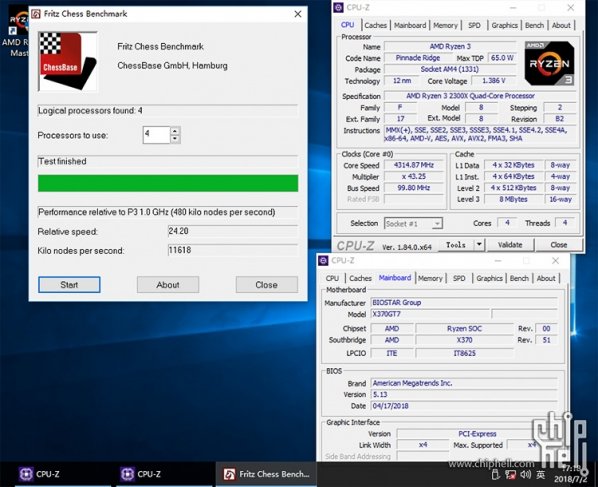 AMD R
Mast
Fritz Chess Benchmark
Fritz Chess Benchmark
ChessBase
ChessBase GmbH, Hamburg
Logical processors found: 4
Processors to use: 4
Test finished
Performance relative to P3 1.0 GHz (480 kilo nodes per second)
Relative speed: 24.20
Kilo nodes per second: 11618
Start About Close
CPU-Z
CPU Caches Mainboard Memory SPD Graphics Bench About
Processor
Name AMD Ryzen 3
Code Name Pinnacle Ridge Max TDP 65.0 W
Package Socket AM4 (1331)
Technology 12 nm Core Voltage 1.386 V
AMD
RYZEN
3
Specification AMD Ryzen 3 2300X Quad-Core Processor
Family F Model 8 Stepping 2
Ext. Family 17 Ext. Model 8 Revision B2
Instructions MMX(+), SSE, SSE2, SSE3, SSSE3, SSE4.1, SSE4.2, SSE4A,
x86-64, AMD-V, AES, AVX, AVX2, FMA3, SHA
Clocks (Core #0) Cache
Core Speed 4314.87 MHz L1 Data 4 x 32 KBytes 8-way
Multiplier x 43.25 L1 Inst. 4 x 64 KBytes 4-way
Bus Speed 99.80 MHz Level 2 4 x 512 KBytes 8-way
Rated FSB Level 3 8 MBytes 16-way
Selection Socket #1 Cores 4 Threads 4
CPU-Z Ver. 1.84.0.x64 Tools Validate Close
CPU-Z
CPU Caches Mainboard Memory SPD Graphics Bench About
Motherboard
Manufacturer BIOSTAR Group
Model X370GT7
Chipset AMD Ryzen SOC Rev. 00
Southbridge AMD X370 Rev. 51
LPCIO ITE IT8625
BIOS
Brand American Megatrends Inc.
Version 5.13
Date 04/17/2018
Graphic Interface
Version PCI-Express
Link Width x4 Max. Supported x4
Side Band Addressing
chip
hell
www.chiphell.com
CPU-Z CPU-Z Fritz Chess Bench... 英 17:18
2018/7/2